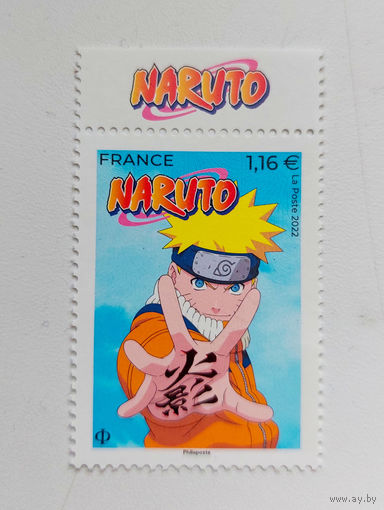 NARUTO
FRANCE 1,16 €
NARUTO
La Poste 2022
火影
Philaposte
www.ay.by